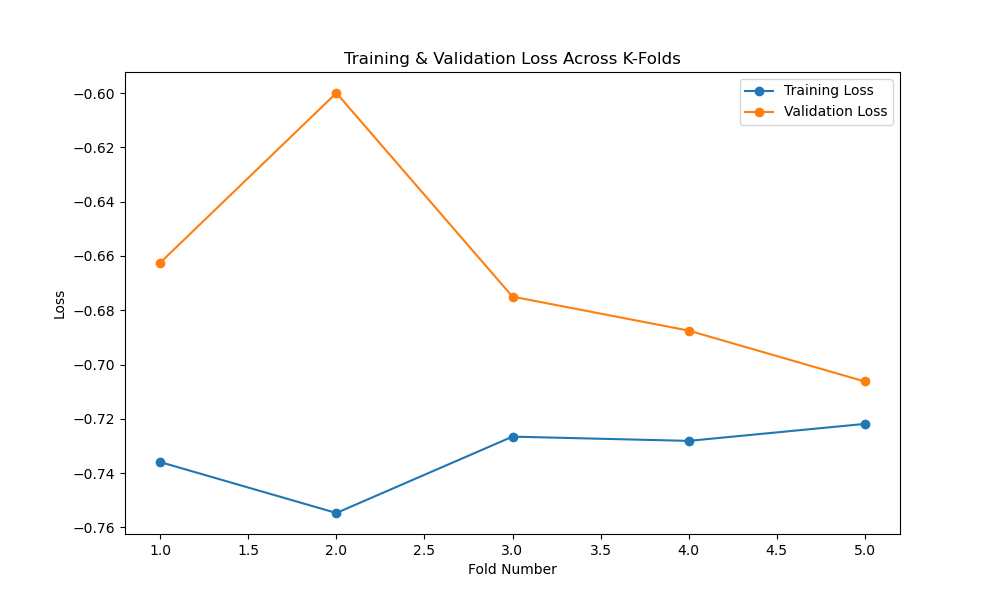 Training & Validation Loss Across K-Folds
Training Loss
Validation Loss
Loss
−0.60
−0.62
−0.64
−0.66
−0.68
−0.70
−0.72
−0.74
−0.76
1.0 1.5 2.0 2.5 3.0 3.5 4.0 4.5 5.0
Fold Number